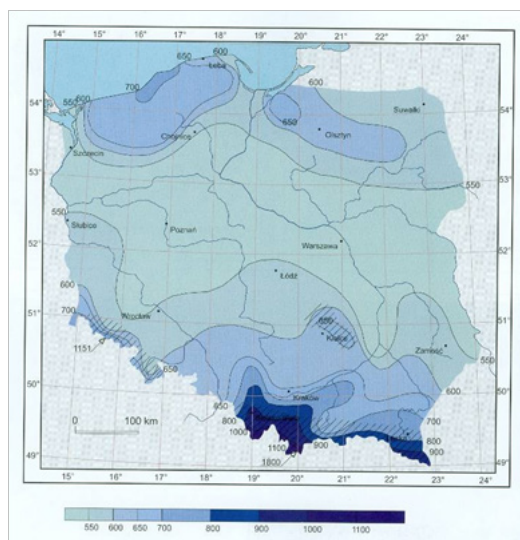 14° 15° 16° 17° 18° 19° 20° 21° 22° 23°
650 600
Łeba
700
600
54° 550 600 54°
Suwałki
650 Olsztyn
Chojnice
Szczecin
53° 550 53°
550
Słubice Poznań
Warszawa
52° 52°
Łódź
600
51° 700 51°
Wrocław 650
Kielce
Zamość
1151
550
650
50° 600 50°
650 Kraków
0 100 km
800 700
1000 900 800
1100 900
49° 1800 49°
15° 16° 17° 18° 19° 20° 21° 22° 23° 24°
550 600 650 700 800 900 1000 1100